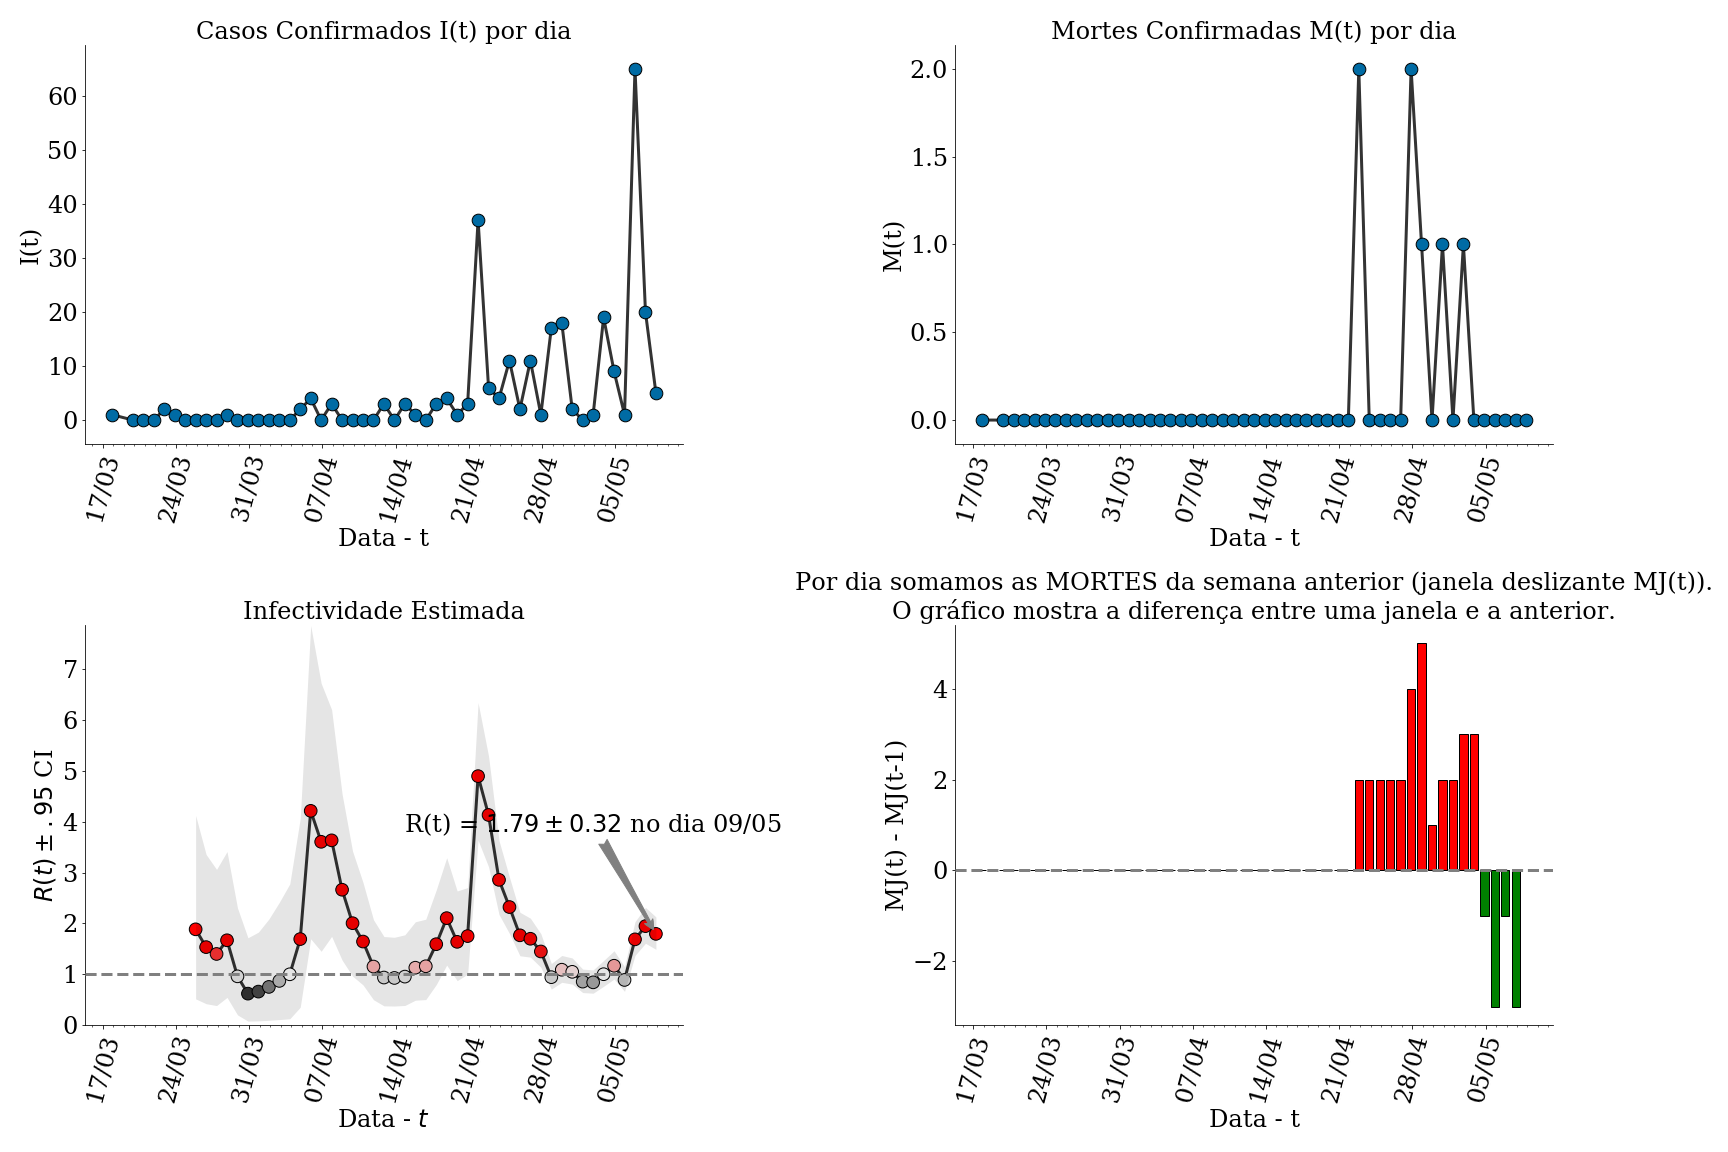 Casos Confirmados I(t) por dia
I(t)
60
50
40
30
20
10
0
17/03 24/03 31/03 07/04 14/04 21/04 28/04 05/05
Data - t
Mortes Confirmadas M(t) por dia
M(t)
2.0
1.5
1.0
0.5
0.0
17/03 24/03 31/03 07/04 14/04 21/04 28/04 05/05
Data - t
Infectividade Estimada
R(t) ± .95 CI
7
6
5
4
3
2
1
0
R(t) = 1.79 ± 0.32 no dia 09/05
17/03 24/03 31/03 07/04 14/04 21/04 28/04 05/05
Data - t
Por dia somamos as MORTES da semana anterior (janela deslizante MJ(t)).
O gráfico mostra a diferença entre uma janela e a anterior.
MJ(t) - MJ(t-1)
4
2
0
−2
17/03 24/03 31/03 07/04 14/04 21/04 28/04 05/05
Data - t